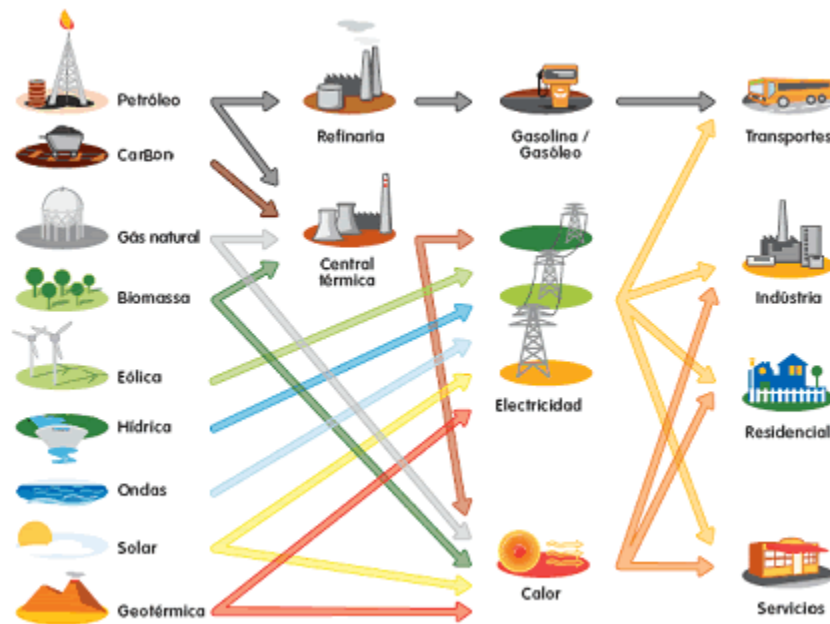 Petróleo
CarBon
Gás natural
Biomassa
Eólica
Hídrica
Ondas
Solar
Geotérmica
Refinaria
Central
térmica
Gasolina /
Gasóleo
Electricidad
Calor
Transportes
Indústria
Residencial
Servicios